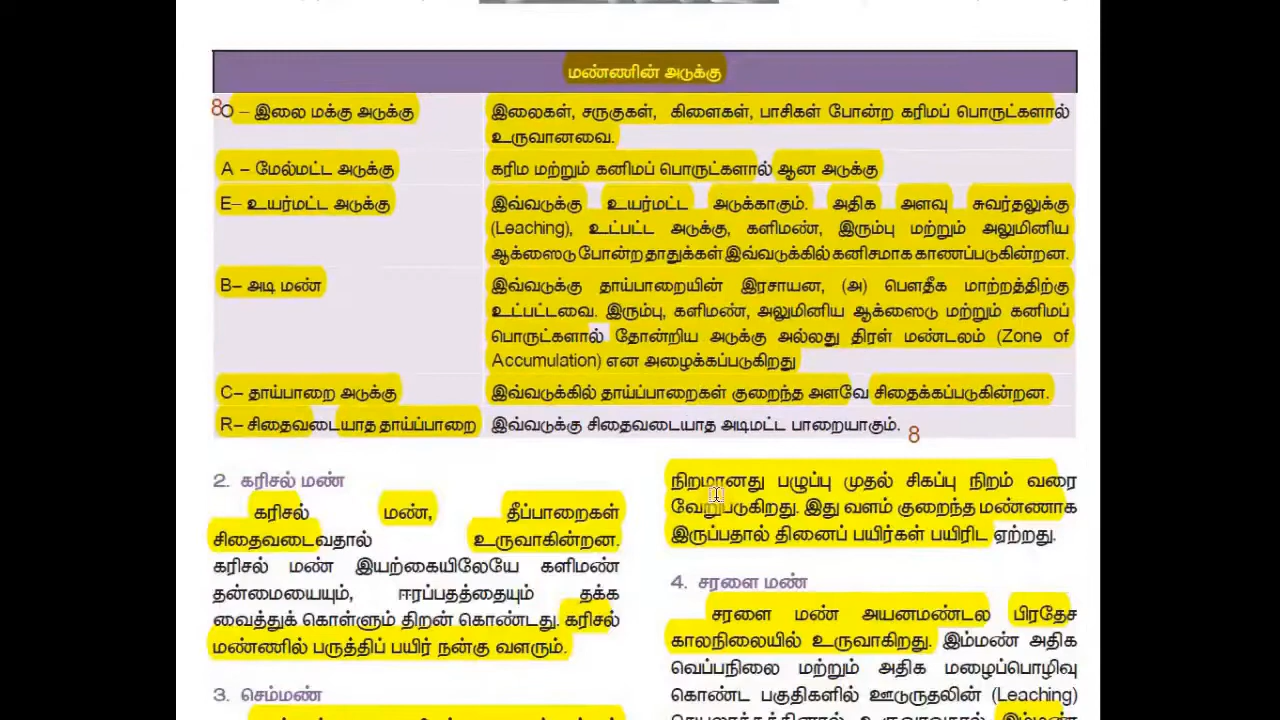 மண்ணின் அடுக்கு
8
O – இலை மக்கு அடுக்கு
இலைகள், சருகுகள், கிளைகள், பாசிகள் போன்ற கரிமப் பொருட்களால்
உருவானவை.
A – மேல்மட்ட அடுக்கு
கரிம மற்றும் கனிமப் பொருட்களால் ஆன அடுக்கு
E– உயர்மட்ட அடுக்கு
இவ்வடுக்கு உயர்மட்ட அடுக்காகும். அதிக அளவு சுவர்தலுக்கு
(Leaching), உட்பட்ட அடுக்கு, களிமண், இரும்பு மற்றும் அலுமினிய
ஆக்ஸைடு போன்ற தாதுக்கள் இவ்வடுக்கில் கனிசமாக காணப்படுகின்றன.
B– அடி மண்
இவ்வடுக்கு தாய்பாறையின் இரசாயன, (அ) பௌதீக மாற்றத்திற்கு
உட்பட்டவை. இரும்பு, களிமண், அலுமினிய ஆக்ஸைடு மற்றும் கனிமப்
பொருட்களால் தோன்றிய அடுக்கு அல்லது திரள் மண்டலம் (Zone of
Accumulation) என அழைக்கப்படுகிறது
C– தாய்பாறை அடுக்கு
இவ்வடுக்கில் தாய்ப்பாறைகள் குறைந்த அளவே சிதைக்கப்படுகின்றன.
R– சிதைவடையாத தாய்ப்பாறை
இவ்வடுக்கு சிதைவடையாத அடிமட்ட பாறையாகும்.
8
2. கரிசல் மண்
கரிசல் மண், தீப்பாறைகள்
சிதைவடைவதால் உருவாகின்றன.
கரிசல் மண் இயற்கையிலேயே களிமண்
தன்மையையும், ஈரப்பதத்தையும் தக்க
வைத்துக் கொள்ளும் திறன் கொண்டது. கரிசல்
மண்ணில் பருத்திப் பயிர் நன்கு வளரும்.
3. செம்மண்
நிறமானது பழுப்பு முதல் சிகப்பு நிறம் வரை
வேறுபடுகிறது. இது வளம் குறைந்த மண்ணாக
இருப்பதால் தினைப் பயிர்கள் பயிரிட ஏற்றது.
4. சரளை மண்
சரளை மண் அயனமண்டல பிரதேச
காலநிலையில் உருவாகிறது. இம்மண் அதிக
வெப்பநிலை மற்றும் அதிக மழைப்பொழிவு
கொண்ட பகுதிகளில் ஊடுருதலின் (Leaching)